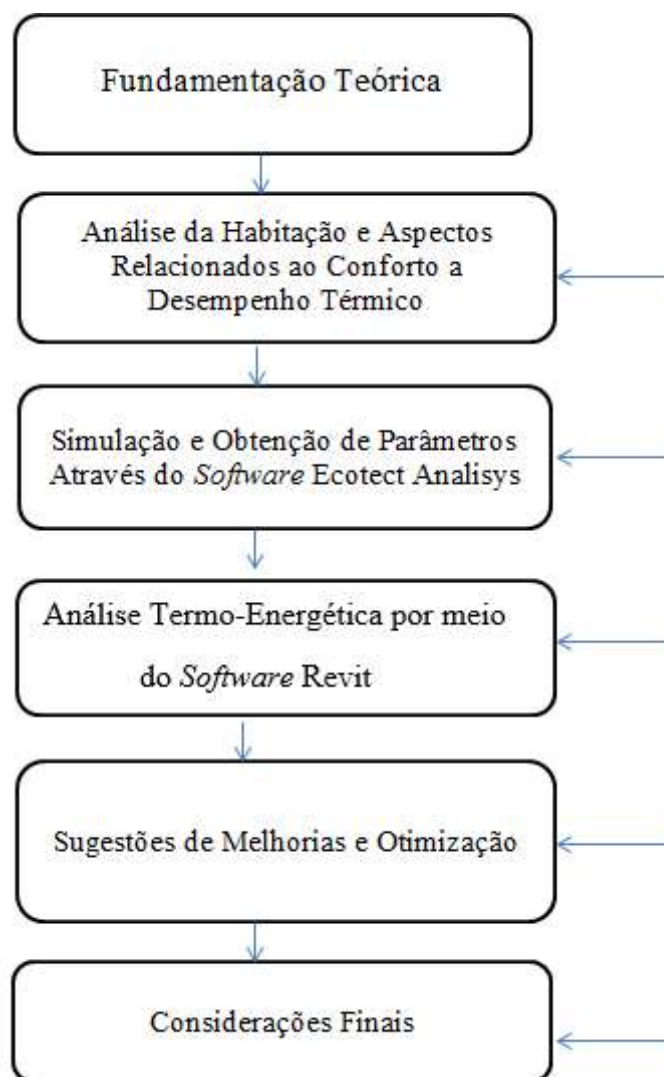 Fundamentação Teórica
Análise da Habitação e Aspectos
Relacionados ao Conforto a
Desempenho Térmico
Simulação e Obtenção de Parâmetros
Através do Software Ecotect Analisys
Análise Termo-Energética por meio
do Software Revit
Sugestões de Melhorias e Otimização
Considerações Finais